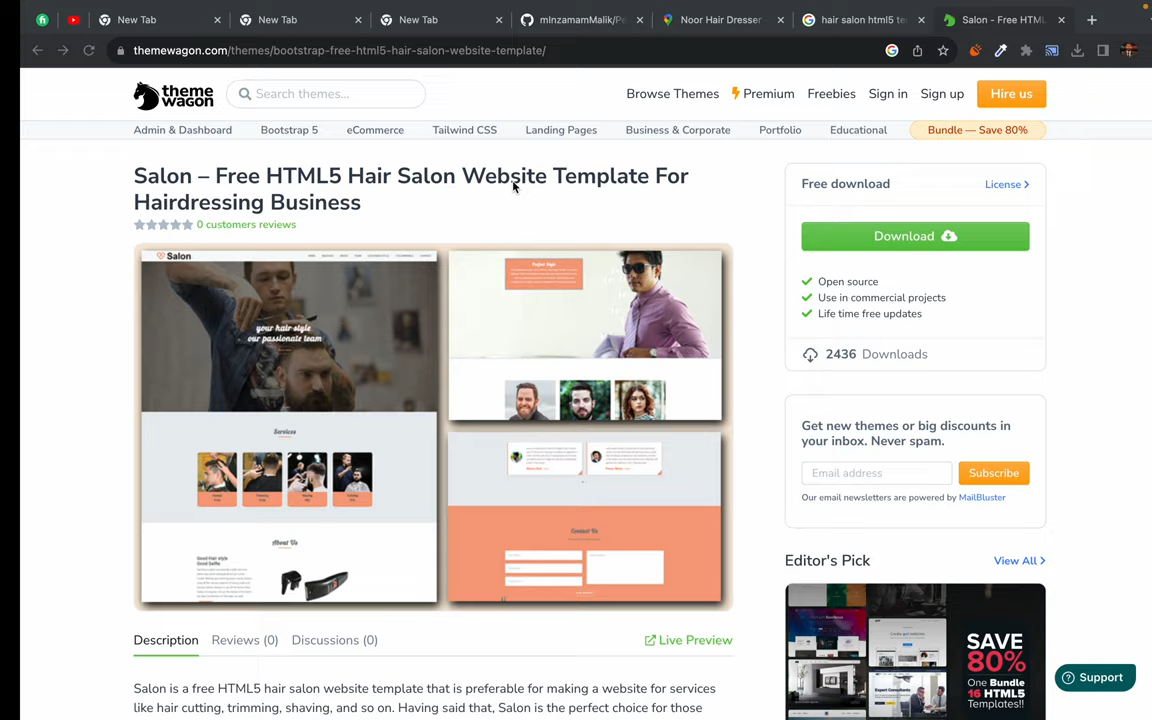 New Tab
New Tab
New Tab
mInzamamMalik/Pe
Noor Hair Dresser
hair salon html5 te
Salon - Free HTML
themewagon.com/themes/bootstrap-free-html5-hair-salon-website-template/
theme wagon
Search themes...
Browse Themes Premium Freebies Sign in Sign up Hire us
Admin & Dashboard Bootstrap 5 eCommerce Tailwind CSS Landing Pages Business & Corporate Portfolio Educational Bundle — Save 80%
Salon – Free HTML5 Hair Salon Website Template For
Hairdressing Business
0 customers reviews
Salon
your hair style
our passionate team
Services
About Us
Good Hair style
Good Selfie
Perfect Style
Contact Us
Description Reviews (0) Discussions (0) Live Preview
Salon is a free HTML5 hair salon website template that is preferable for making a website for services
like hair cutting, trimming, shaving, and so on. Having said that, Salon is the perfect choice for those
Free download License
Download
Open source
Use in commercial projects
Life time free updates
2436 Downloads
Get new themes or big discounts in
your inbox. Never spam.
Email address Subscribe
Our email newsletters are powered by MailBluster
Editor's Pick View All
SAVE
80%
One Bundle
16 HTML5
Templates!!
Support